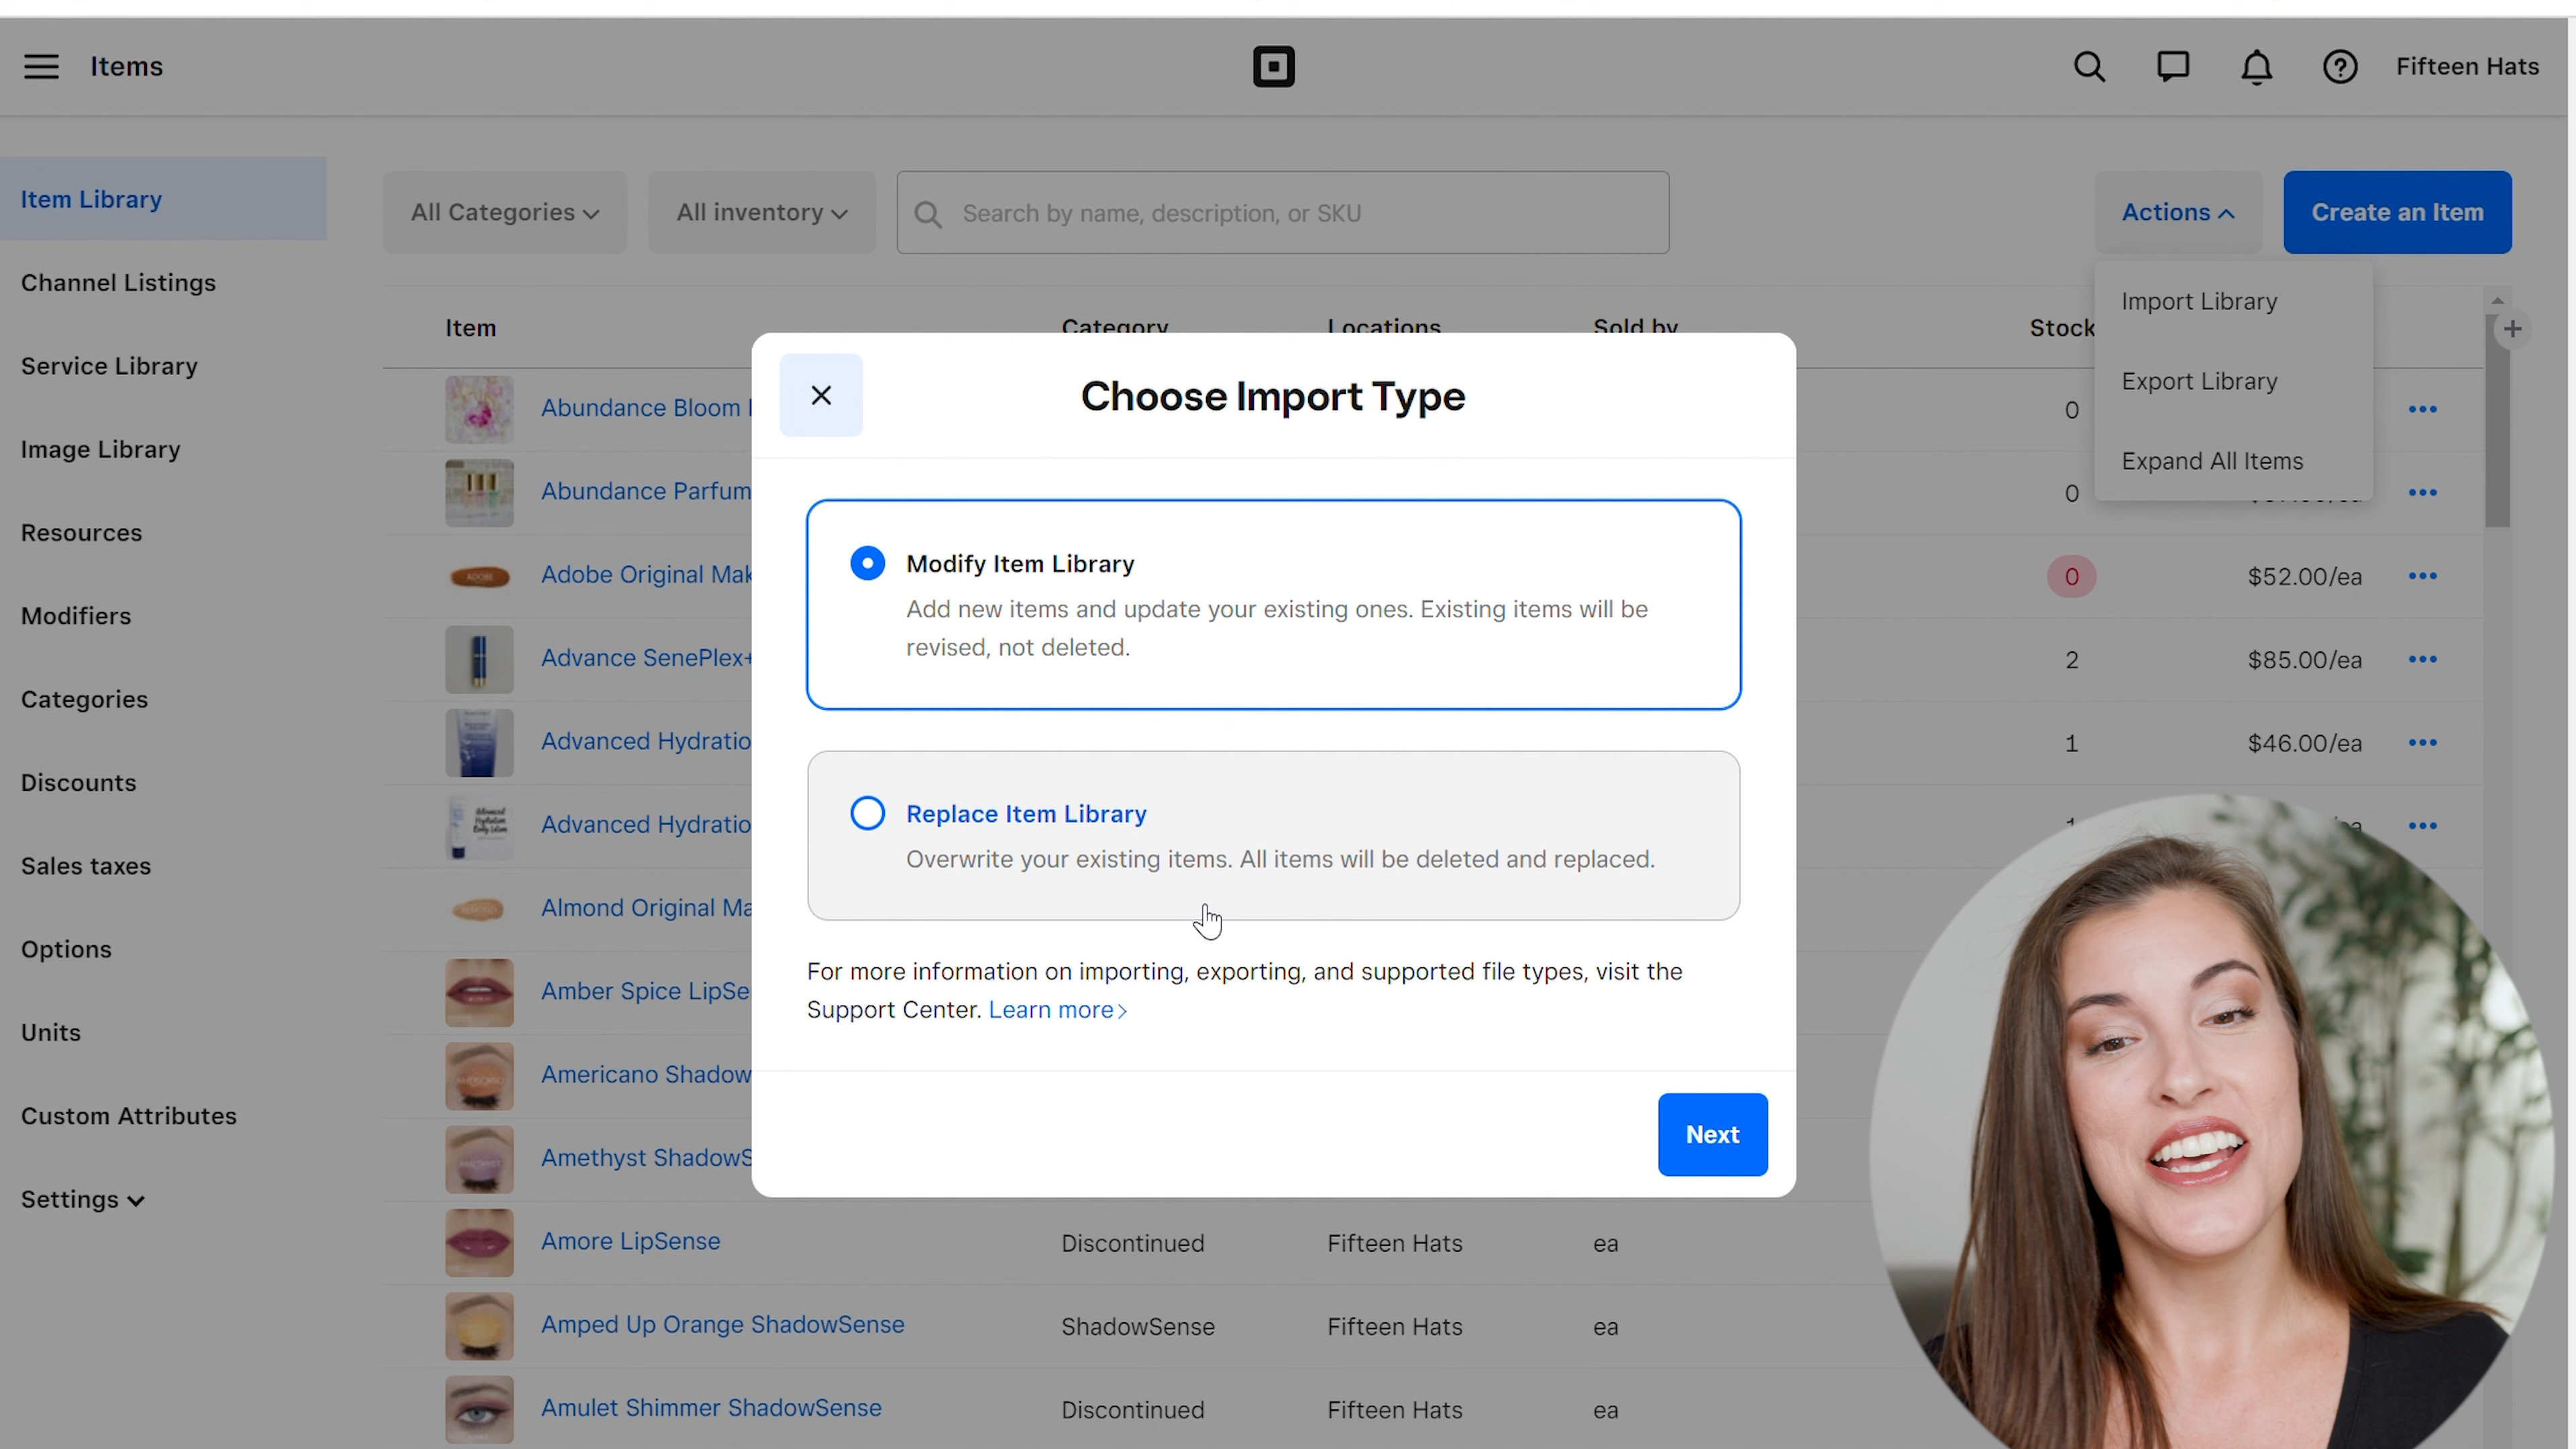 Items
Fifteen Hats
Item Library
Channel Listings
Service Library
Image Library
Resources
Modifiers
Categories
Discounts
Sales taxes
Options
Units
Custom Attributes
Settings
All Categories
All inventory
Search by name, description, or SKU
Actions
Create an Item
Import Library
Export Library
Expand All Items
Item Category Locations Sold by Stock
Abundance Bloom
0
Abundance Parfum
0
Adobe Original
0 $52.00/ea
Advance SenePlex+
2 $85.00/ea
Advanced
1 $46.00/ea
Advanced
Almond Original
Amber Spice
Americano
Amethyst
Amore LipSense Discontinued Fifteen Hats ea
Amped Up Orange ShadowSense ShadowSense Fifteen Hats ea
Amulet Shimmer ShadowSense Discontinued Fifteen Hats ea
Choose Import Type
Modify Item Library
Add new items and update your existing ones. Existing items will be
revised, not deleted.
Replace Item Library
Overwrite your existing items. All items will be deleted and replaced.
For more information on importing, exporting, and supported file types, visit the
Support Center. Learn more
Next